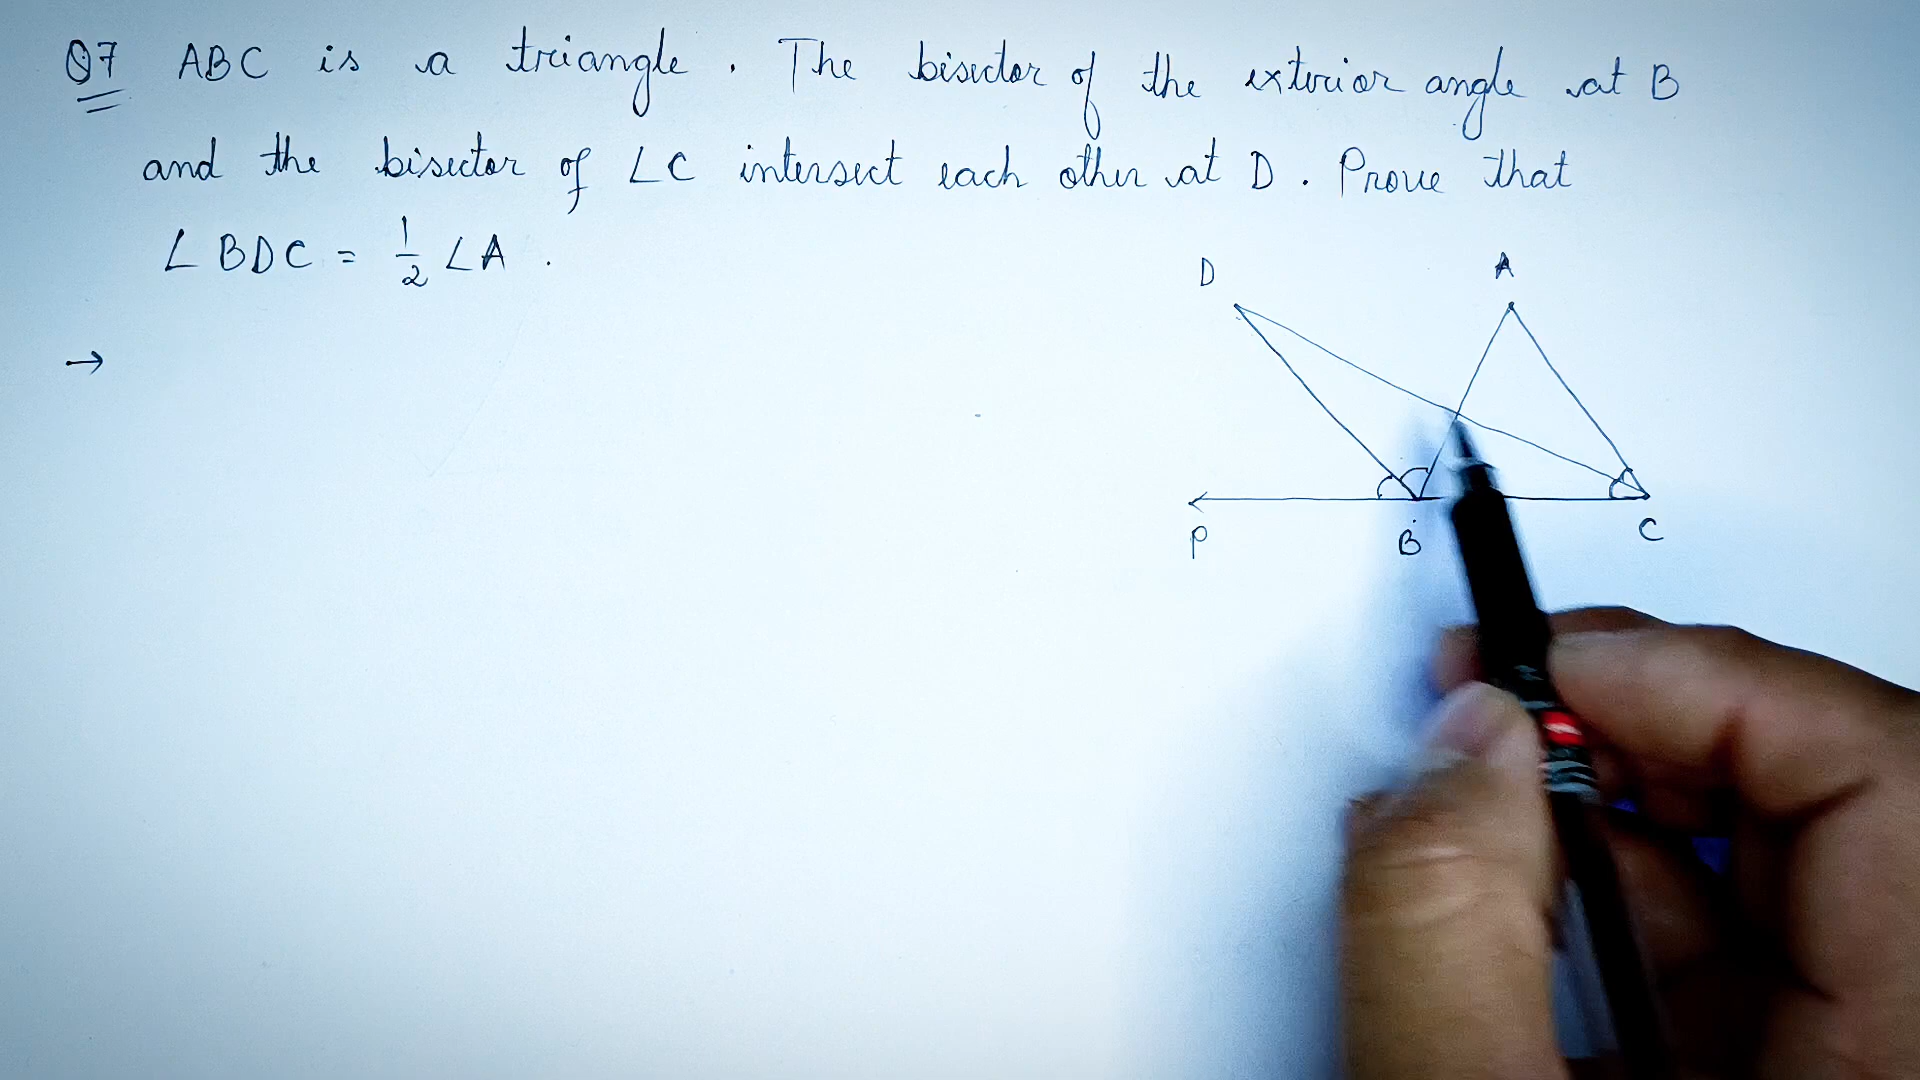 Q7 ABC is a triangle. The bisector of the exterior angle at B
and the bisector of ∠C intersect each other at D. Prove that
∠BDC = 1/2 ∠A.
D A
→
P B C